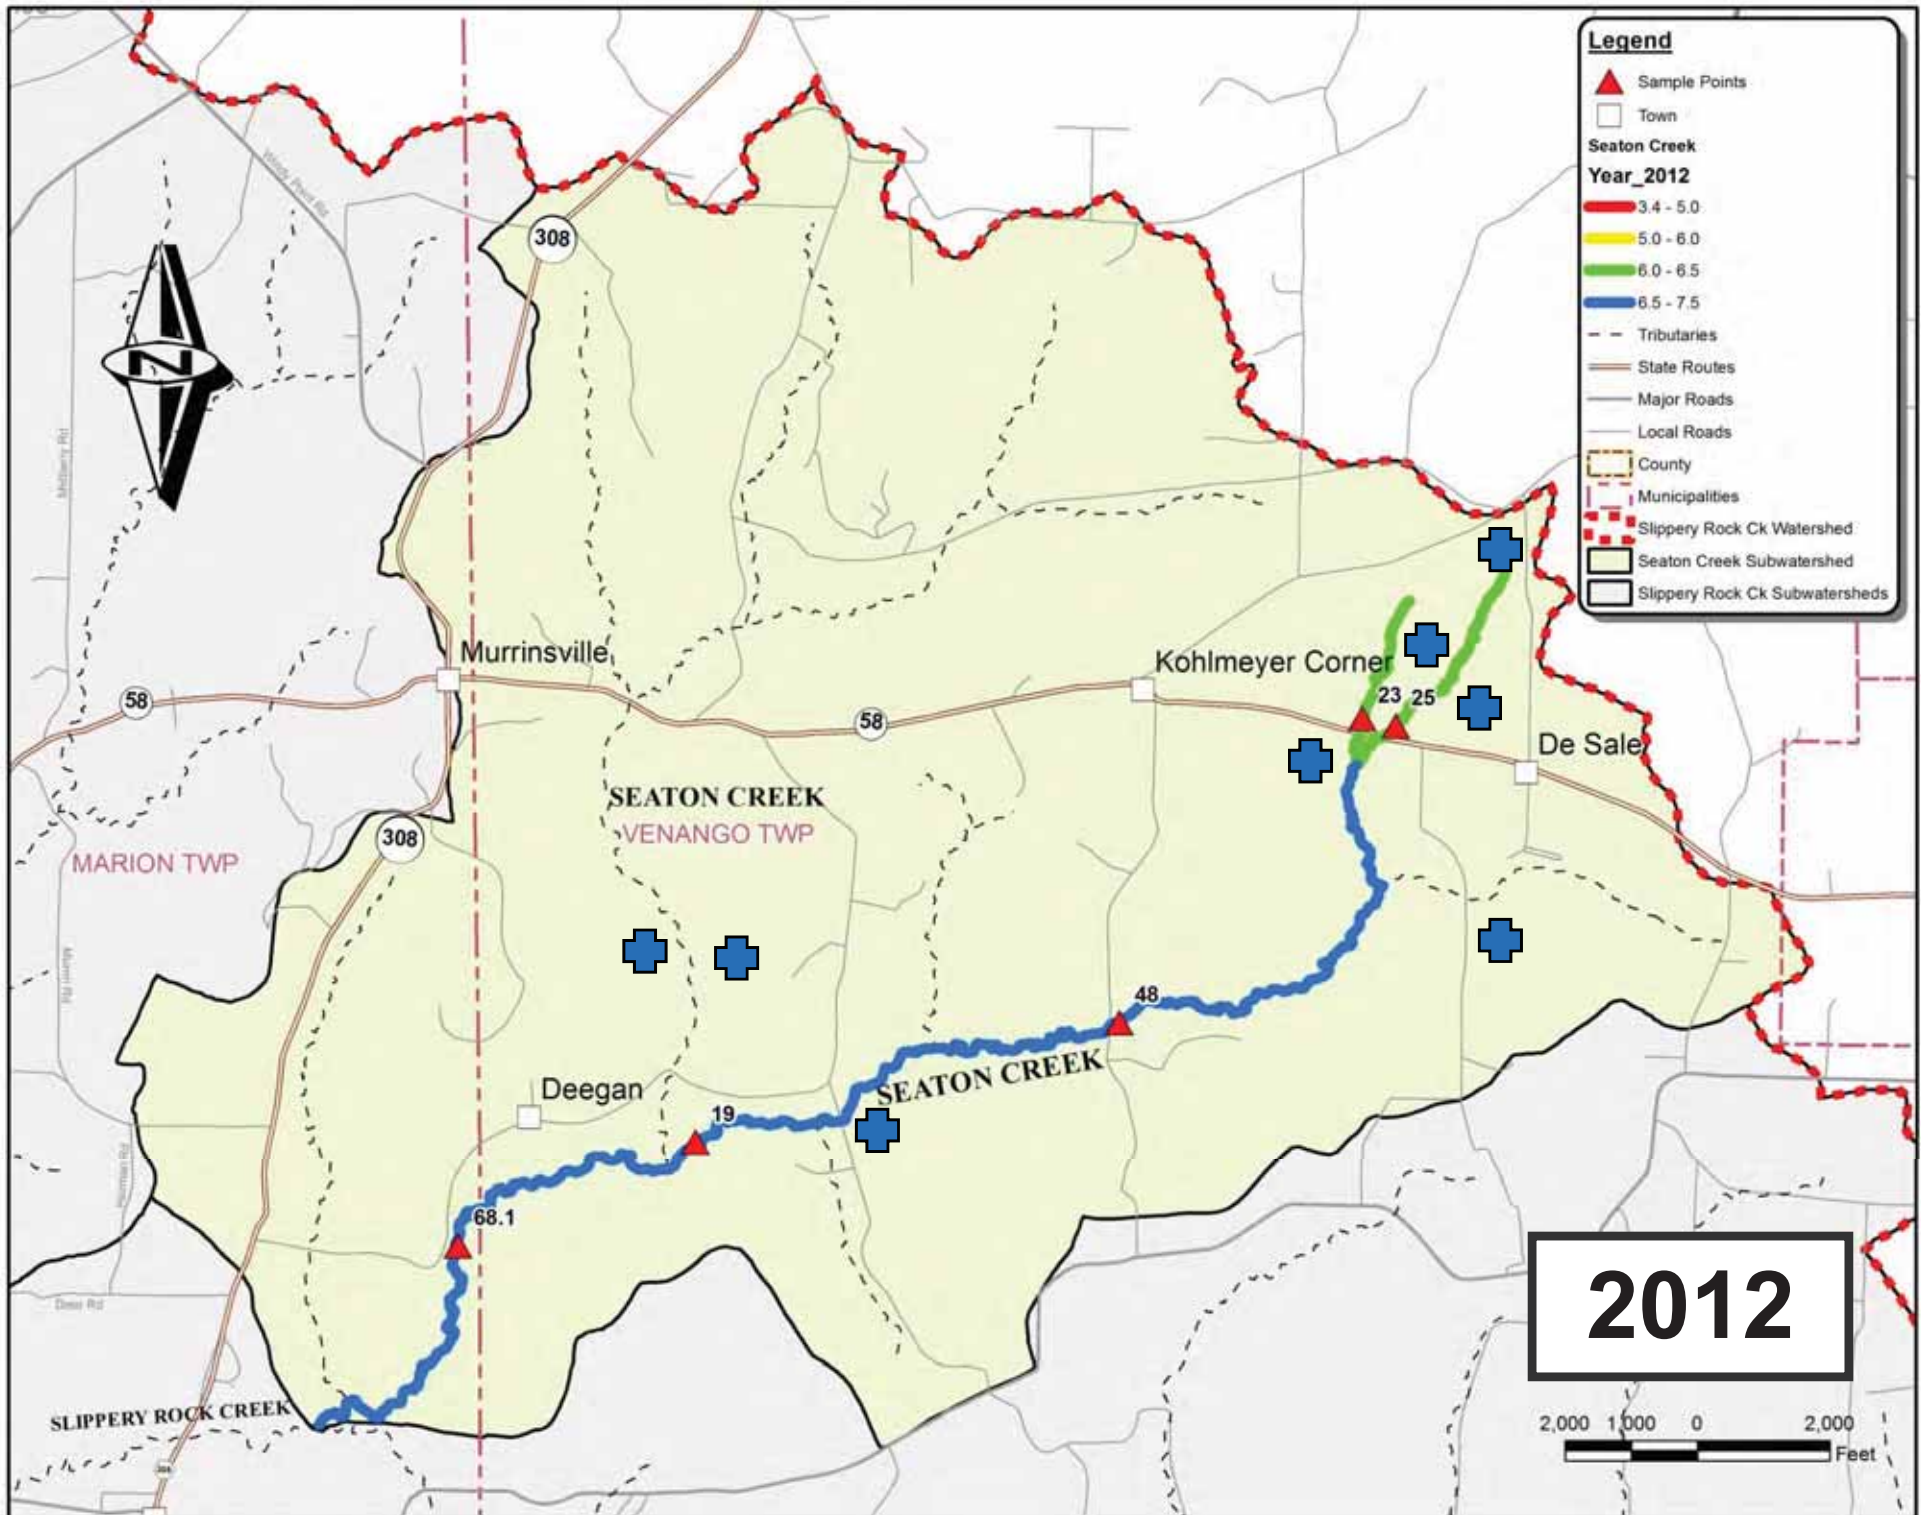 Legend
Sample Points
Town
Seaton Creek
Year_2012
3.4 - 5.0
5.0 - 6.0
6.0 - 6.5
6.5 - 7.5
Tributaries
State Routes
Major Roads
Local Roads
County
Municipalities
Slippery Rock Ck Watershed
Seaton Creek Subwatershed
Slippery Rock Ck Subwatersheds
308
N
Murrinsville
Kohlmeyer Corner
58
58
23
25
De Sale
SEATON CREEK
VENANGO TWP
308
MARION TWP
48
SEATON CREEK
Deegan
19
68.1
Dee Rd
SLIPPERY ROCK CREEK
2012
2,000
1,000
0
2,000
Feet